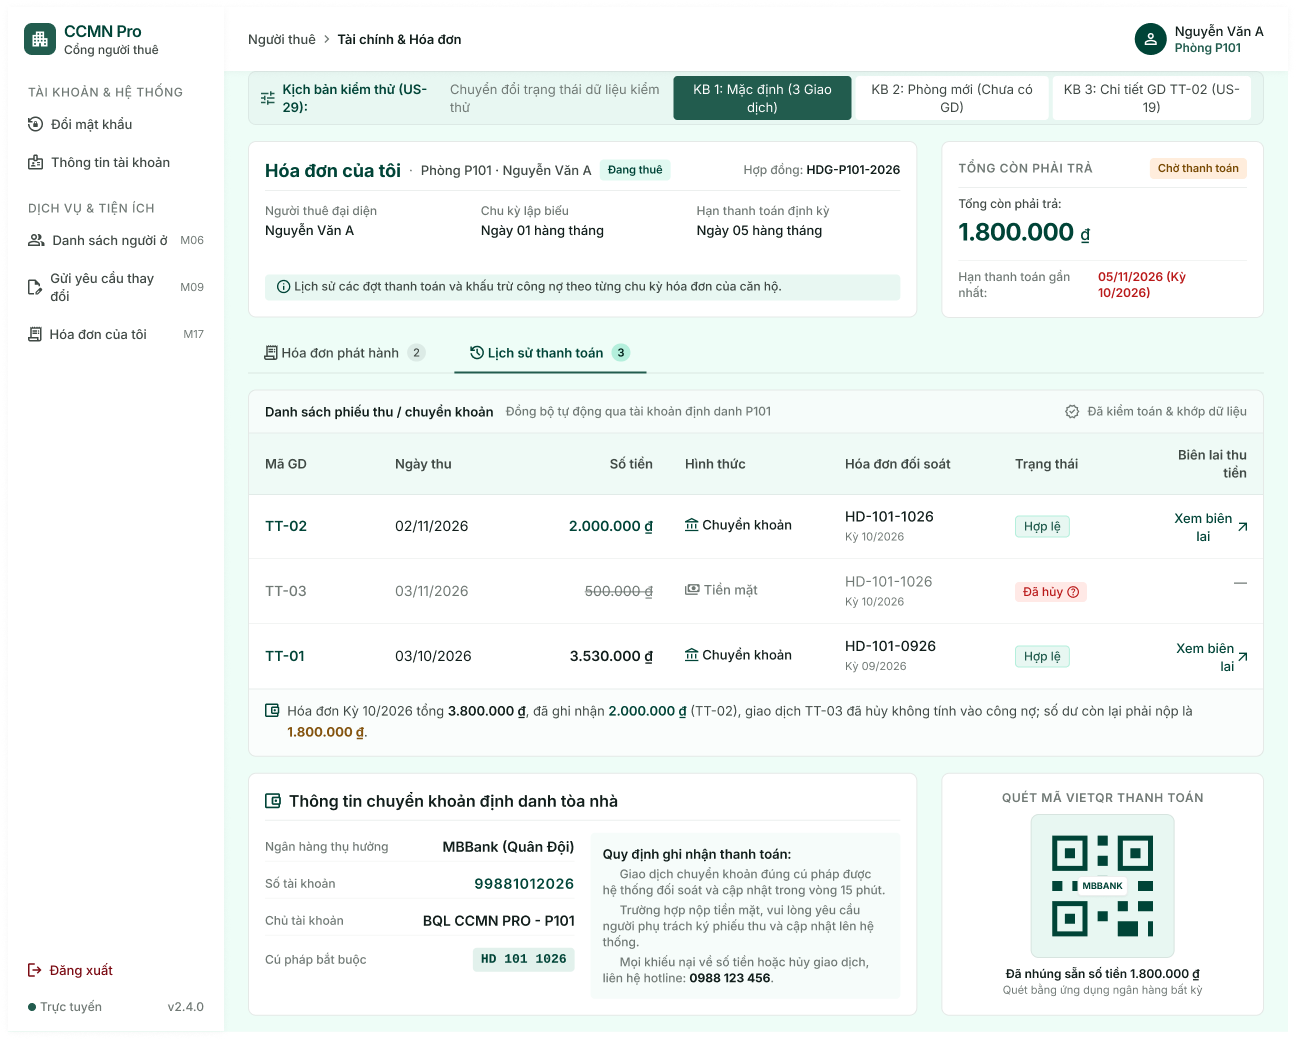 CCMN Pro
Cổng người thuê
TÀI KHOẢN & HỆ THỐNG
Đổi mật khẩu
Thông tin tài khoản
DỊCH VỤ & TIỆN ÍCH
Danh sách người ở M06
Gửi yêu cầu thay đổi M09
Hóa đơn của tôi M17
Đăng xuất
Trực tuyến v2.4.0
Người thuê > Tài chính & Hóa đơn
Nguyễn Văn A
Phòng P101
Kịch bản kiểm thử (US-29):
Chuyển đổi trạng thái dữ liệu kiểm thử
KB 1: Mặc định (3 Giao dịch)
KB 2: Phòng mới (Chưa có GD)
KB 3: Chi tiết GD TT-02 (US-19)
Hóa đơn của tôi · Phòng P101 · Nguyễn Văn A Đang thuê
Hợp đồng: HDG-P101-2026
Người thuê đại diện
Nguyễn Văn A
Chu kỳ lập biểu
Ngày 01 hàng tháng
Hạn thanh toán định kỳ
Ngày 05 hàng tháng
Lịch sử các đợt thanh toán và khấu trừ công nợ theo từng chu kỳ hóa đơn của căn hộ.
TỔNG CÒN PHẢI TRẢ Chờ thanh toán
Tổng còn phải trả:
1.800.000 ₫
Hạn thanh toán gần nhất:
05/11/2026 (Kỳ 10/2026)
Hóa đơn phát hành 2
Lịch sử thanh toán 3
Danh sách phiếu thu / chuyển khoản Đồng bộ tự động qua tài khoản định danh P101
Đã kiểm toán & khớp dữ liệu
Mã GD Ngày thu Số tiền Hình thức Hóa đơn đối soát Trạng thái Biên lai thu tiền
TT-02 02/11/2026 2.000.000 ₫ Chuyển khoản HD-101-1026 Kỳ 10/2026 Hợp lệ Xem biên lai
TT-03 03/11/2026 500.000 ₫ Tiền mặt HD-101-1026 Kỳ 10/2026 Đã hủy —
TT-01 03/10/2026 3.530.000 ₫ Chuyển khoản HD-101-0926 Kỳ 09/2026 Hợp lệ Xem biên lai
Hóa đơn Kỳ 10/2026 tổng 3.800.000 ₫, đã ghi nhận 2.000.000 ₫ (TT-02), giao dịch TT-03 đã hủy không tính vào công nợ; số dư còn lại phải nộp là
1.800.000 ₫.
Thông tin chuyển khoản định danh tòa nhà
Ngân hàng thụ hưởng MBBank (Quân Đội)
Số tài khoản 99881012026
Chủ tài khoản BQL CCMN PRO - P101
Cú pháp bắt buộc HD 101 1026
Quy định ghi nhận thanh toán:
Giao dịch chuyển khoản đúng cú pháp được
hệ thống đối soát và cập nhật trong vòng 15 phút.
Trường hợp nộp tiền mặt, vui lòng yêu cầu
người phụ trách ký phiếu thu và cập nhật lên hệ
thống.
Mọi khiếu nại về số tiền hoặc hủy giao dịch,
liên hệ hotline: 0988 123 456.
QUÉT MÃ VIETQR THANH TOÁN
MBBANK
Đã nhúng sẵn số tiền 1.800.000 ₫
Quét bằng ứng dụng ngân hàng bất kỳ